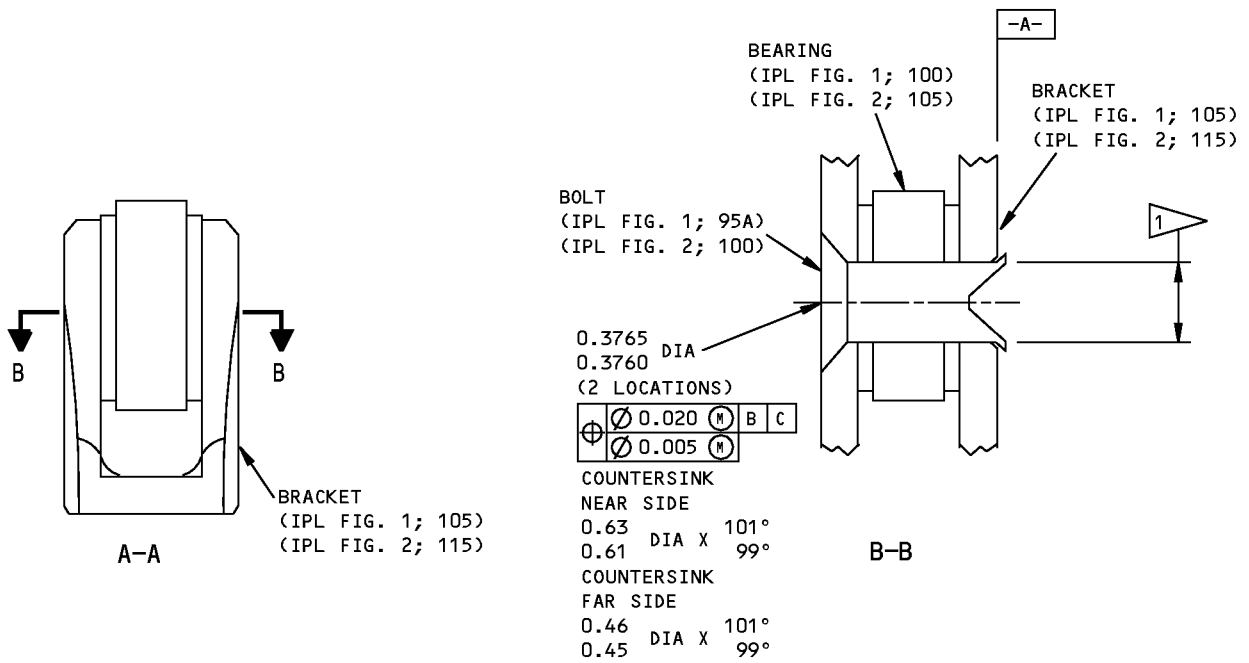 B
B
BRACKET
(IPL FIG. 1; 105)
(IPL FIG. 2; 115)
A-A
-A-
BEARING
(IPL FIG. 1; 100)
(IPL FIG. 2; 105)
BRACKET
(IPL FIG. 1; 105)
(IPL FIG. 2; 115)
BOLT
(IPL FIG. 1; 95A)
(IPL FIG. 2; 100)
1
0.3765
0.3760 DIA
(2 LOCATIONS)
⌖ Ø 0.020 Ⓜ B C
Ø 0.005 Ⓜ
COUNTERSINK
NEAR SIDE
0.63 DIA X 101°
0.61 99°
COUNTERSINK
FAR SIDE
0.46 DIA X 101°
0.45 99°
B-B